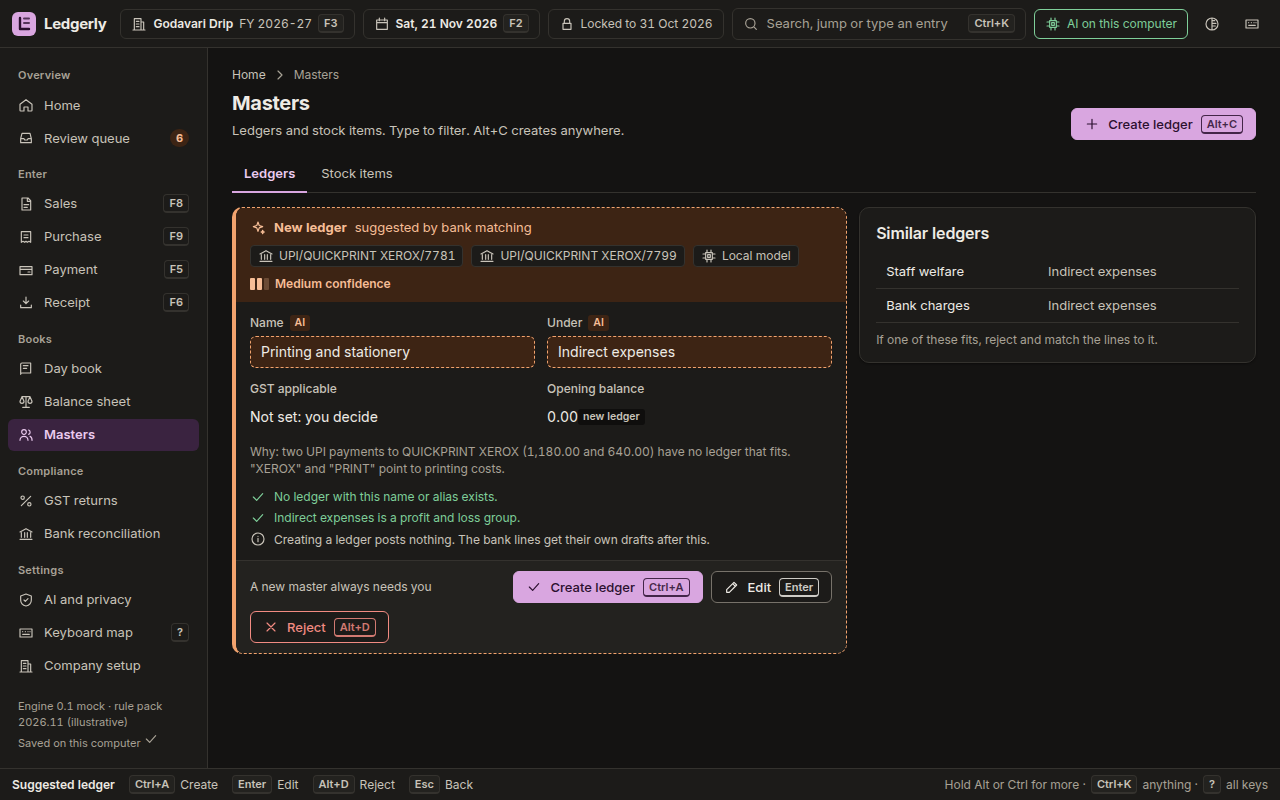 Ledgerly
Godavari Drip FY 2026-27 F3
Sat, 21 Nov 2026 F2
Locked to 31 Oct 2026
Search, jump or type an entry Ctrl+K
AI on this computer
Overview
Home
Review queue 6
Enter
Sales F8
Purchase F9
Payment F5
Receipt F6
Books
Day book
Balance sheet
Masters
Compliance
GST returns
Bank reconciliation
Settings
AI and privacy
Keyboard map ?
Company setup
Engine 0.1 mock · rule pack
2026.11 (illustrative)
Saved on this computer
Home > Masters
Masters
Ledgers and stock items. Type to filter. Alt+C creates anywhere.
Create ledger Alt+C
Ledgers Stock items
New ledger suggested by bank matching
UPI/QUICKPRINT XEROX/7781 UPI/QUICKPRINT XEROX/7799 Local model
Medium confidence
Name AI Under AI
Printing and stationery Indirect expenses
GST applicable Opening balance
Not set: you decide 0.00 new ledger
Why: two UPI payments to QUICKPRINT XEROX (1,180.00 and 640.00) have no ledger that fits.
"XEROX" and "PRINT" point to printing costs.
No ledger with this name or alias exists.
Indirect expenses is a profit and loss group.
Creating a ledger posts nothing. The bank lines get their own drafts after this.
A new master always needs you
Create ledger Ctrl+A
Edit Enter
Reject Alt+D
Similar ledgers
Staff welfare Indirect expenses
Bank charges Indirect expenses
If one of these fits, reject and match the lines to it.
Suggested ledger Ctrl+A Create Enter Edit Alt+D Reject Esc Back
Hold Alt or Ctrl for more · Ctrl+K anything · ? all keys